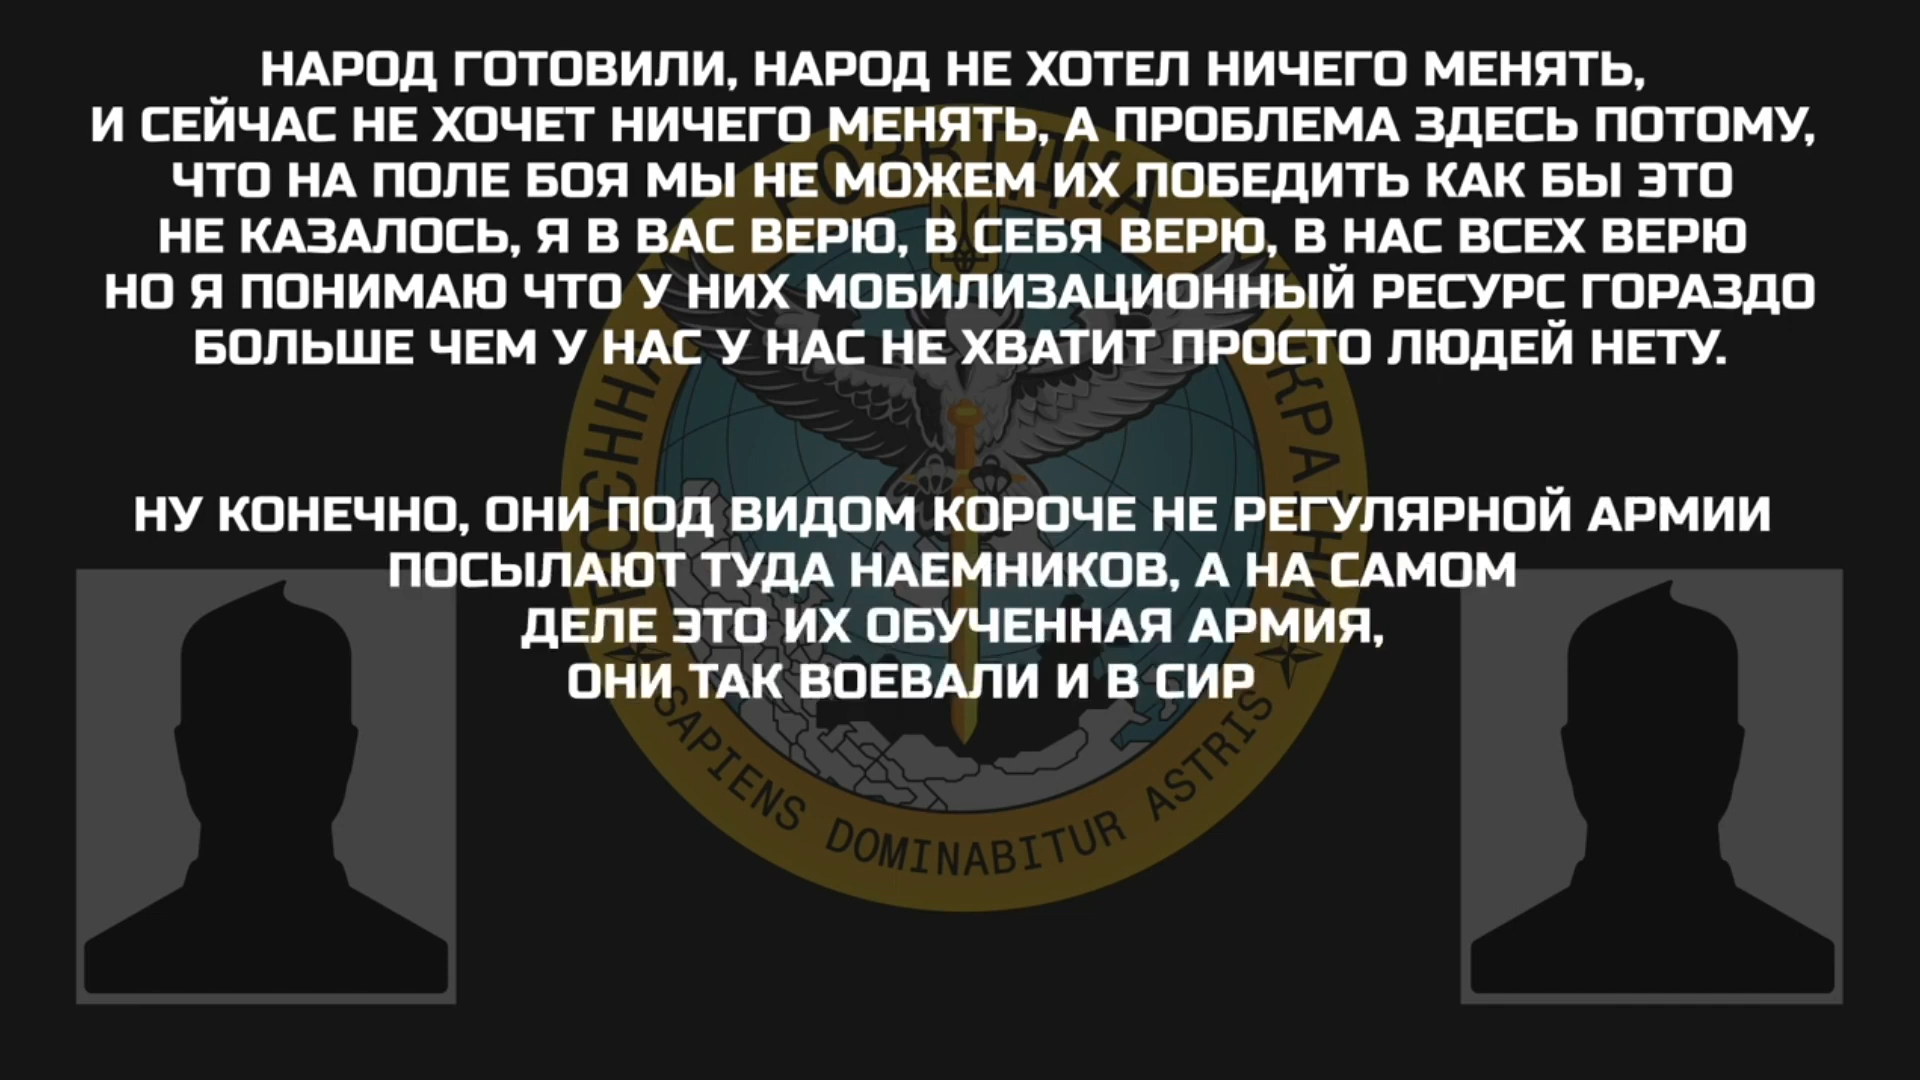 НАРОД ГОТОВИЛИ, НАРОД НЕ ХОТЕЛ НИЧЕГО МЕНЯТЬ,
И СЕЙЧАС НЕ ХОЧЕТ НИЧЕГО МЕНЯТЬ, А ПРОБЛЕМА ЗДЕСЬ ПОТОМУ,
ЧТО НА ПОЛЕ БОЯ МЫ НЕ МОЖЕМ ИХ ПОБЕДИТЬ КАК БЫ ЭТО
НЕ КАЗАЛОСЬ, Я В ВАС ВЕРЮ, В СЕБЯ ВЕРЮ, В НАС ВСЕХ ВЕРЮ
НО Я ПОНИМАЮ ЧТО У НИХ МОБИЛИЗАЦИОННЫЙ РЕСУРС ГОРАЗДО
БОЛЬШЕ ЧЕМ У НАС У НАС НЕ ХВАТИТ ПРОСТО ЛЮДЕЙ НЕТУ.
НУ КОНЕЧНО, ОНИ ПОД ВИДОМ КОРОЧЕ НЕ РЕГУЛЯРНОЙ АРМИИ
ПОСЫЛАЮТ ТУДА НАЕМНИКОВ, А НА САМОМ
ДЕЛЕ ЭТО ИХ ОБУЧЕННАЯ АРМИЯ,
ОНИ ТАК ВОЕВАЛИ И В СИР
ВОЄННА РОЗВІДКА УКРАЇНИ
SAPIENS DOMINABITUR ASTRIS